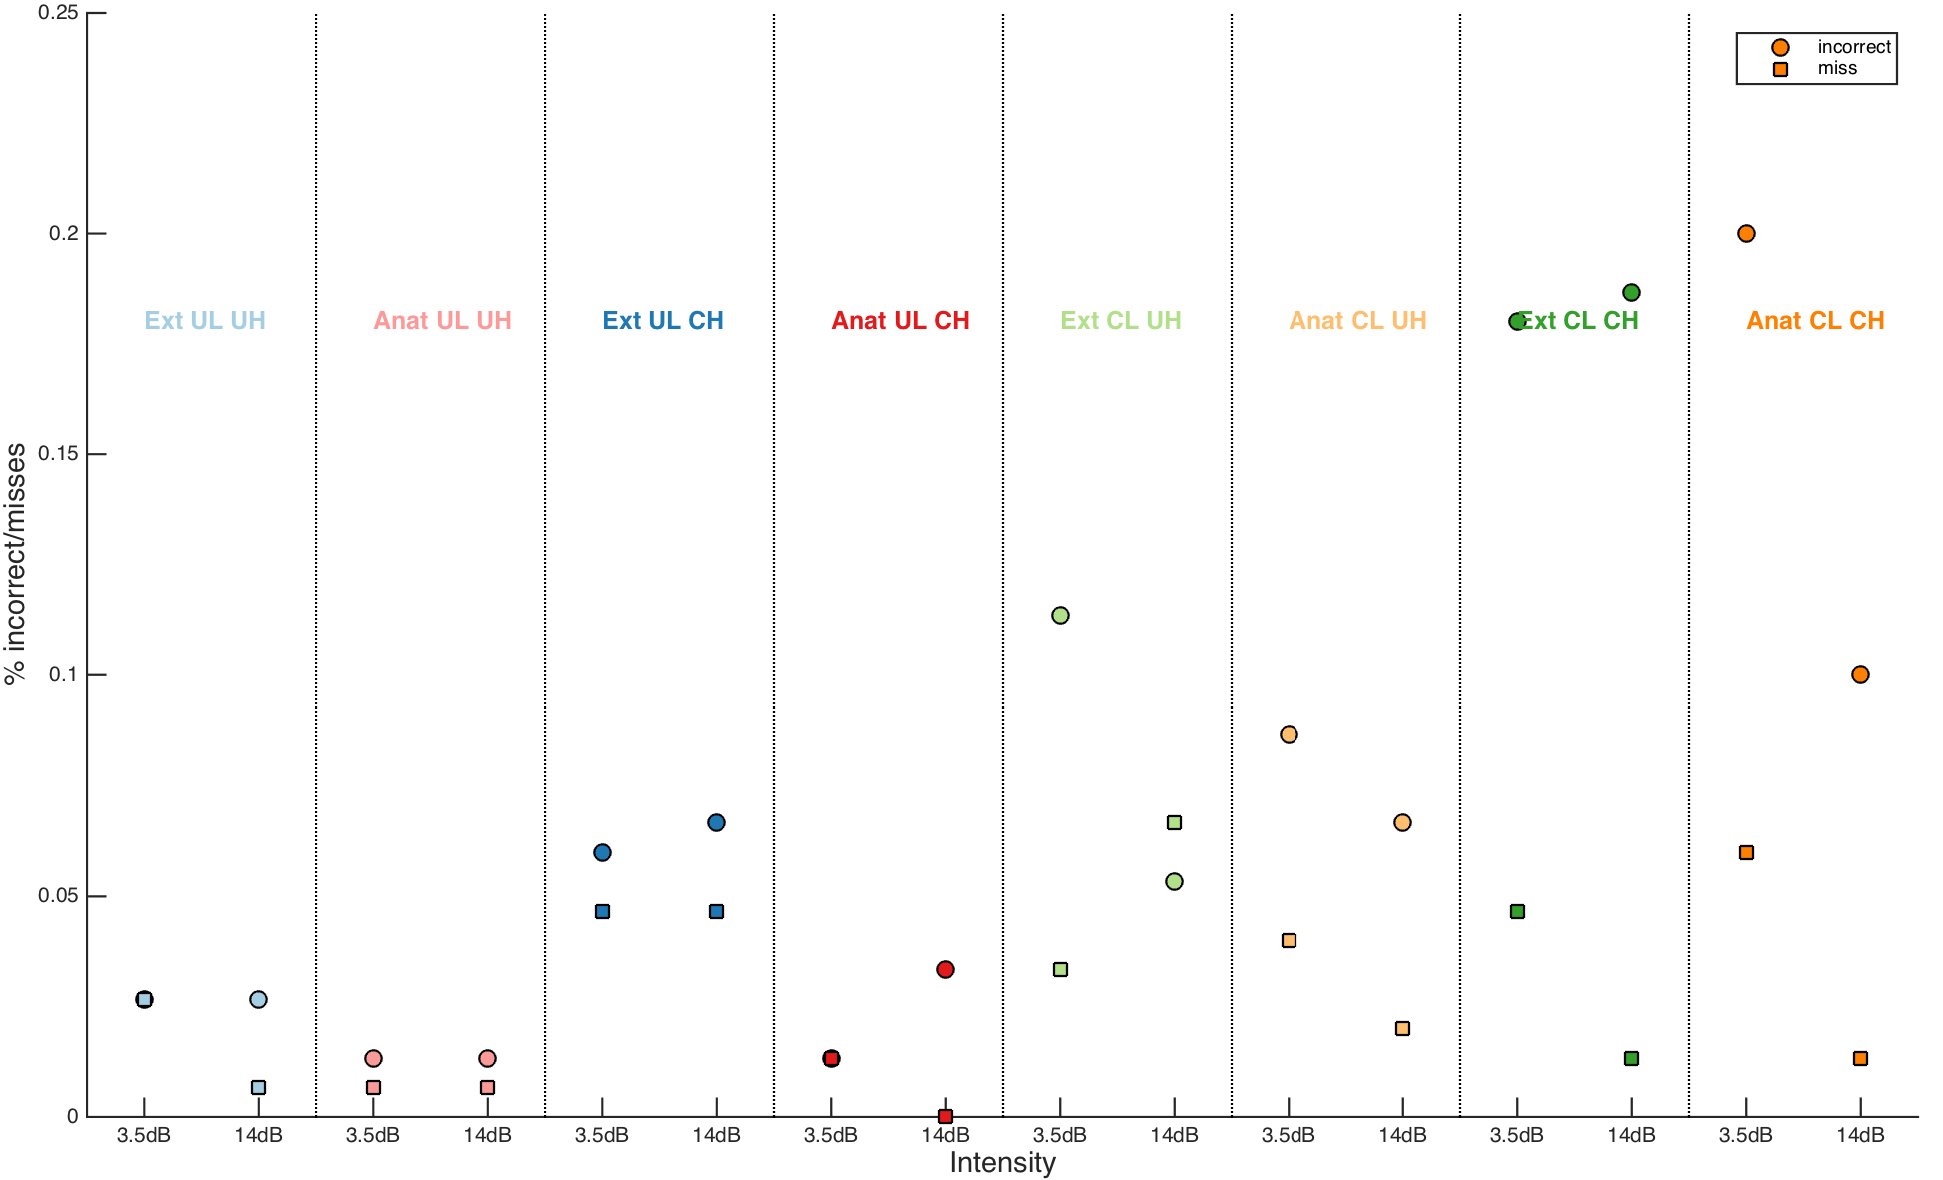 0.25
incorrect
miss
0.2
Ext UL UH
Anat UL UH
Ext UL CH
Anat UL CH
Ext CL UH
Anat CL UH
Ext CL CH
Anat CL CH
0.15
% incorrect/misses
0.1
0.05
0
3.5dB 14dB 3.5dB 14dB 3.5dB 14dB 3.5dB 14dB 3.5dB 14dB 3.5dB 14dB 3.5dB 14dB 3.5dB 14dB
Intensity